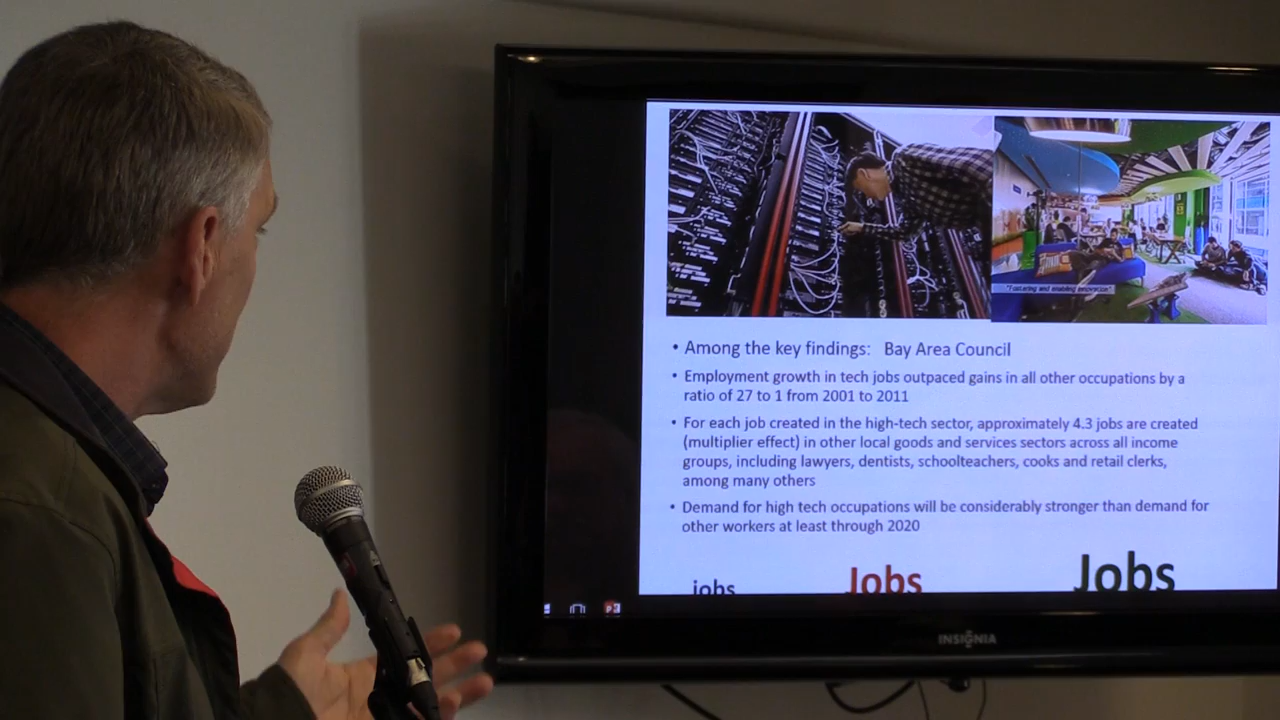 "Fostering and enabling innovation"
• Among the key findings: Bay Area Council
• Employment growth in tech jobs outpaced gains in all other occupations by a
ratio of 27 to 1 from 2001 to 2011
• For each job created in the high-tech sector, approximately 4.3 jobs are created
(multiplier effect) in other local goods and services sectors across all income
groups, including lawyers, dentists, schoolteachers, cooks and retail clerks,
among many others
• Demand for high tech occupations will be considerably stronger than demand for
other workers at least through 2020
jobs Jobs Jobs
INSIGNIA